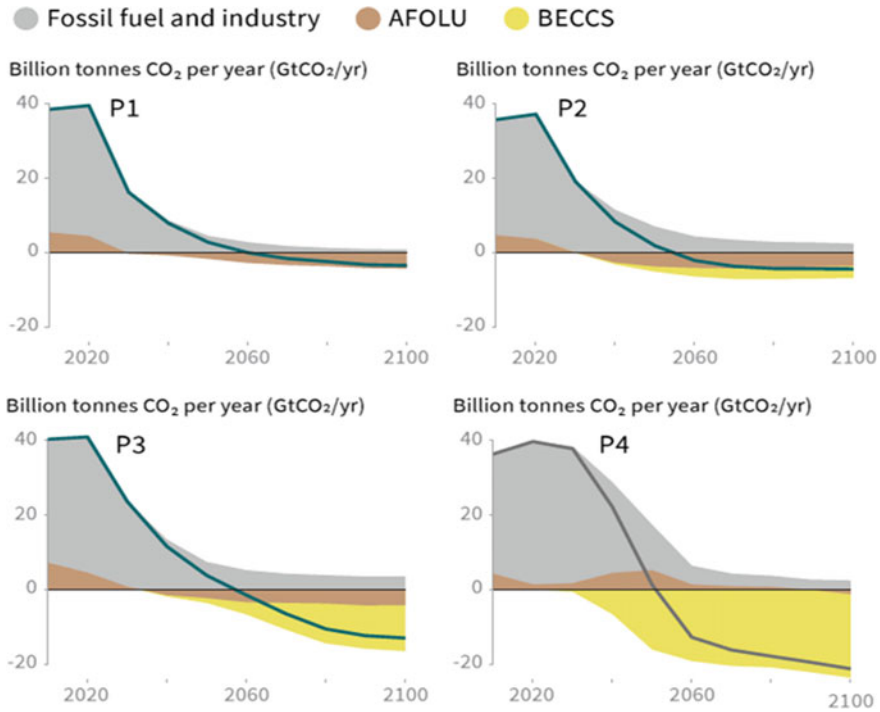 Fossil fuel and industry AFOLU BECCS
Billion tonnes CO₂ per year (GtCO₂/yr) Billion tonnes CO₂ per year (GtCO₂/yr)
40 P1 40 P2
20 20
0 0
-20 -20
2020 2060 2100 2020 2060 2100
Billion tonnes CO₂ per year (GtCO₂/yr) Billion tonnes CO₂ per year (GtCO₂/yr)
40 P3 40 P4
20 20
0 0
-20 -20
2020 2060 2100 2020 2060 2100